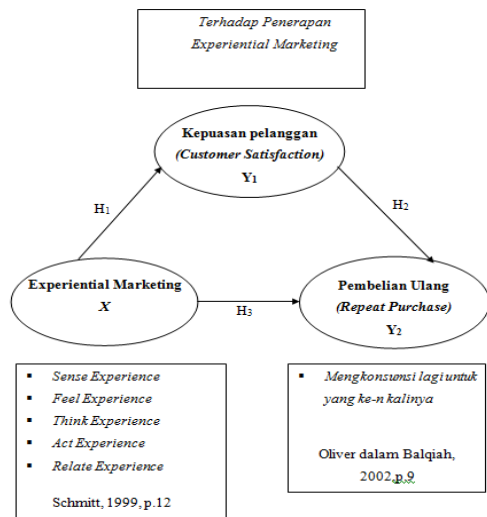 Terhadap Penerapan
Experiential Marketing
Kepuasan pelanggan
(Customer Satisfaction)
Y1
H1
H2
Experiential Marketing
X
H3
Pembelian Ulang
(Repeat Purchase)
Y2
▪ Sense Experience
▪ Feel Experience
▪ Think Experience
▪ Act Experience
▪ Relate Experience
Schmitt, 1999, p.12
▪ Mengkonsumsi lagi untuk
yang ke-n kalinya
Oliver dalam Balqiah,
2002,p.9